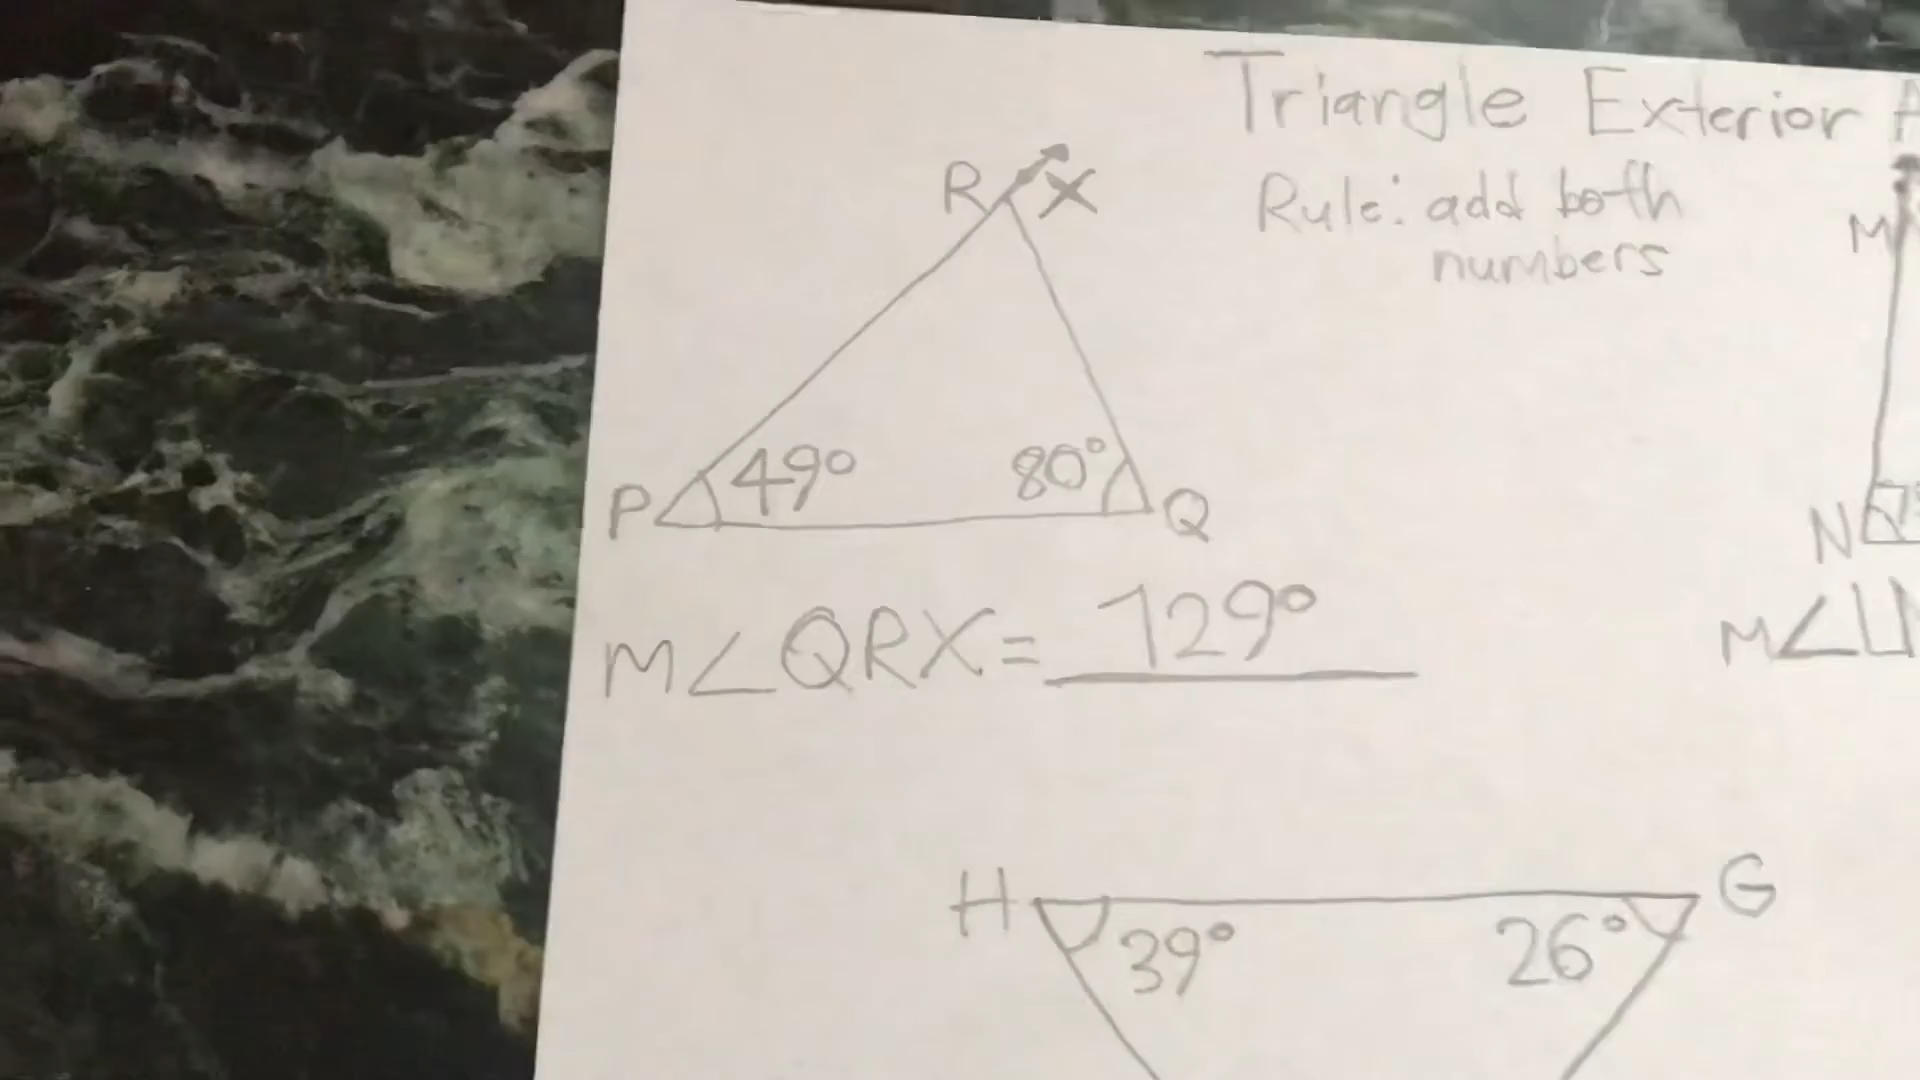 Triangle Exterior
Rule: add both
numbers
R X
49° 80°
P Q
M∠QRX= 129°
M
N
M∠
H G
39° 26°